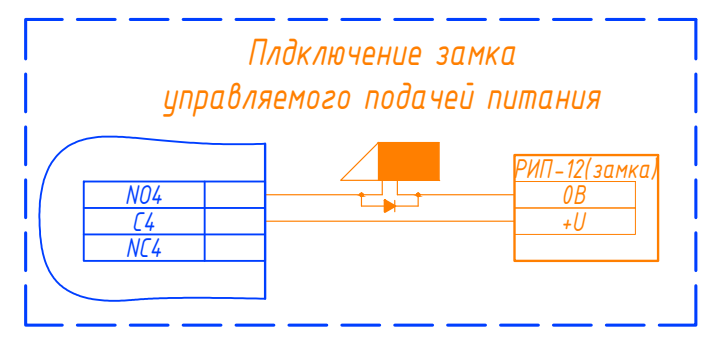 Плдключение замка
управляемого подачей питания
РИП-12(замка)
NO4
0В
C4
+U
NC4